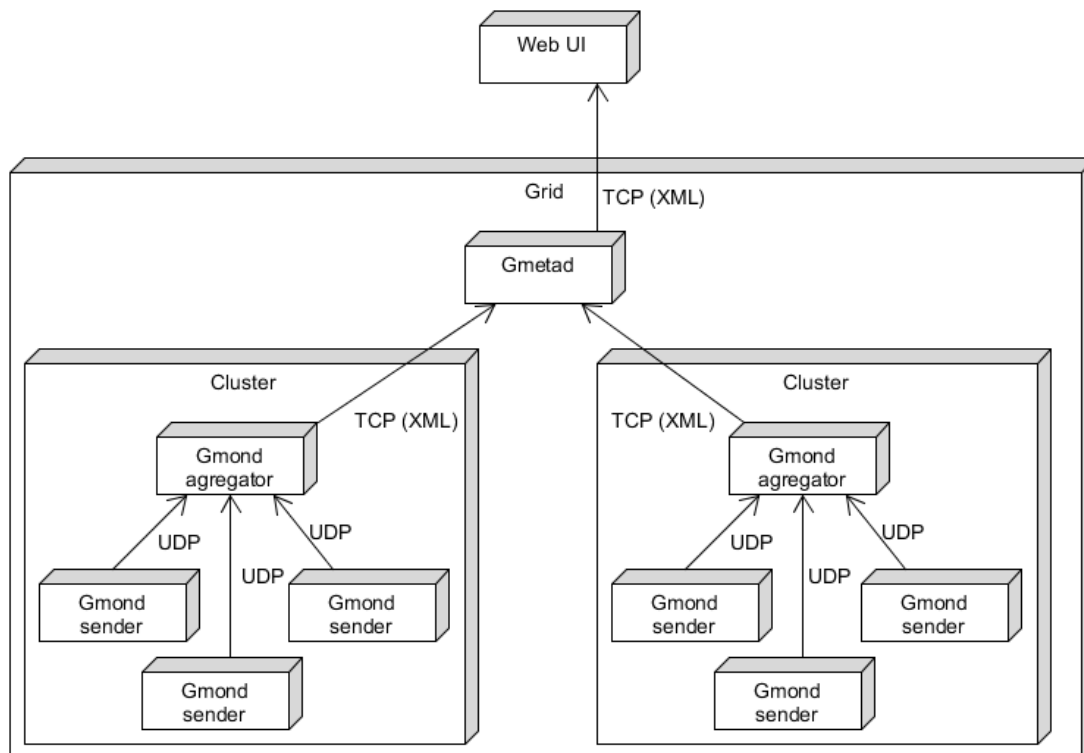 Web UI
Grid
TCP (XML)
Gmetad
Cluster
Cluster
TCP (XML)
TCP (XML)
Gmond
agregator
Gmond
agregator
UDP
UDP
UDP
UDP
UDP
UDP
Gmond
sender
Gmond
sender
Gmond
sender
Gmond
sender
Gmond
sender
Gmond
sender